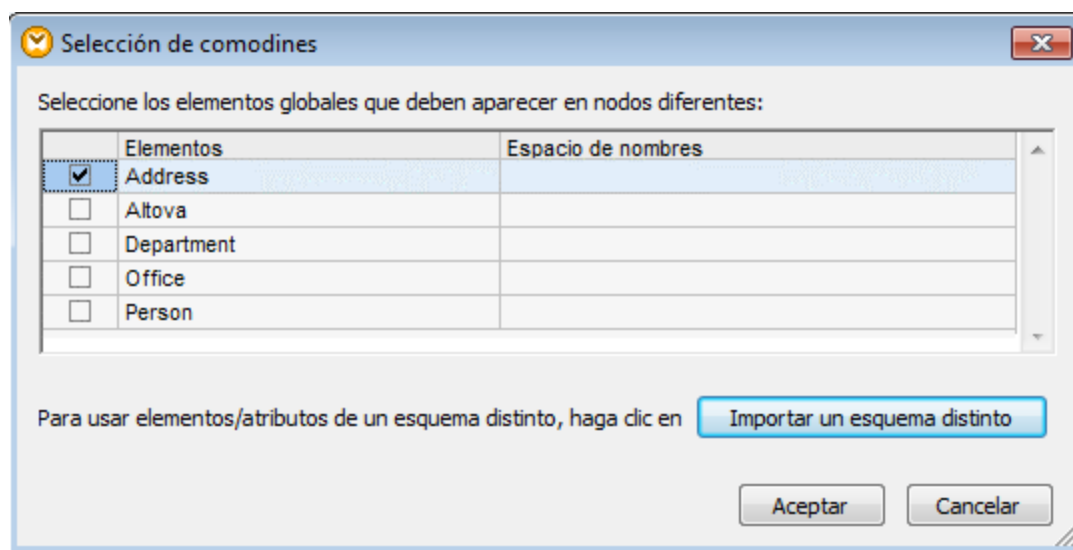 Selección de comodines
Seleccione los elementos globales que deben aparecer en nodos diferentes:
Elementos Espacio de nombres
Address
Altova
Department
Office
Person
Para usar elementos/atributos de un esquema distinto, haga clic en Importar un esquema distinto
Aceptar Cancelar